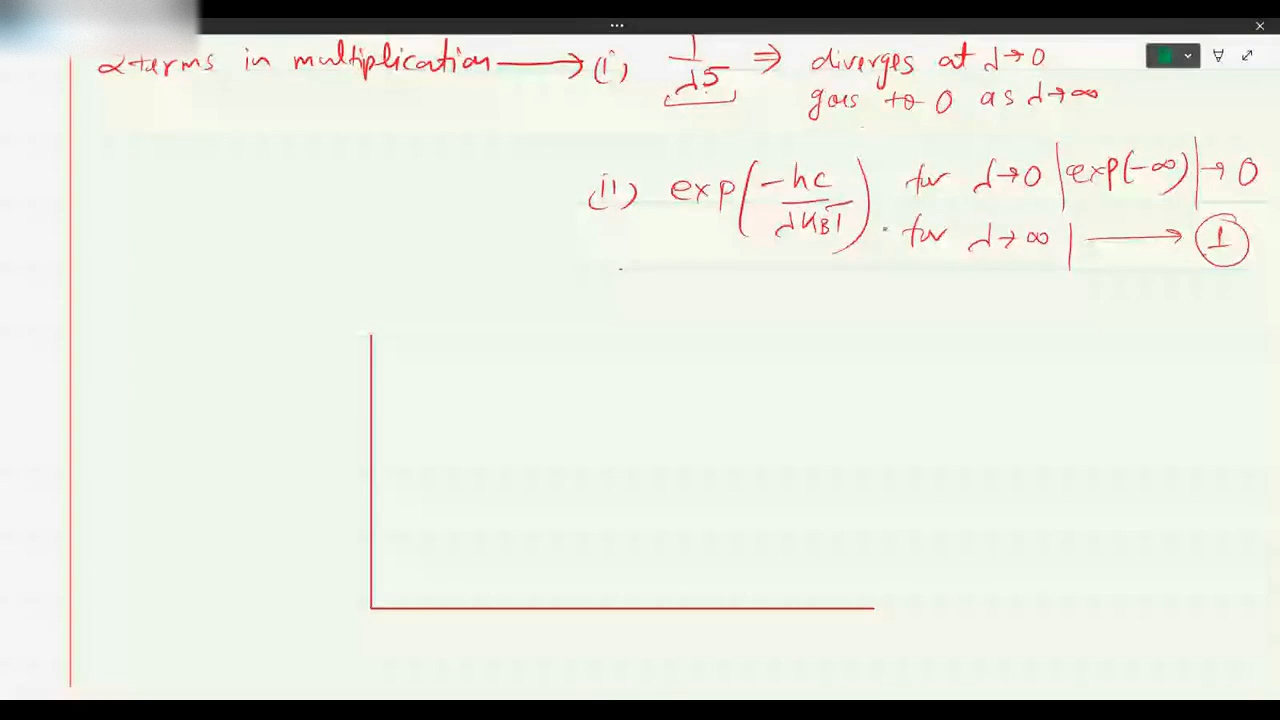 2 terms in multiplication ⟶ (i) 1/λ5 ⇒ diverges at λ→0
goes to 0 as λ→∞
(ii) exp(-hc/λKBT) for λ→0 |exp(-∞)| → 0
for λ→∞ | ⟶ 1